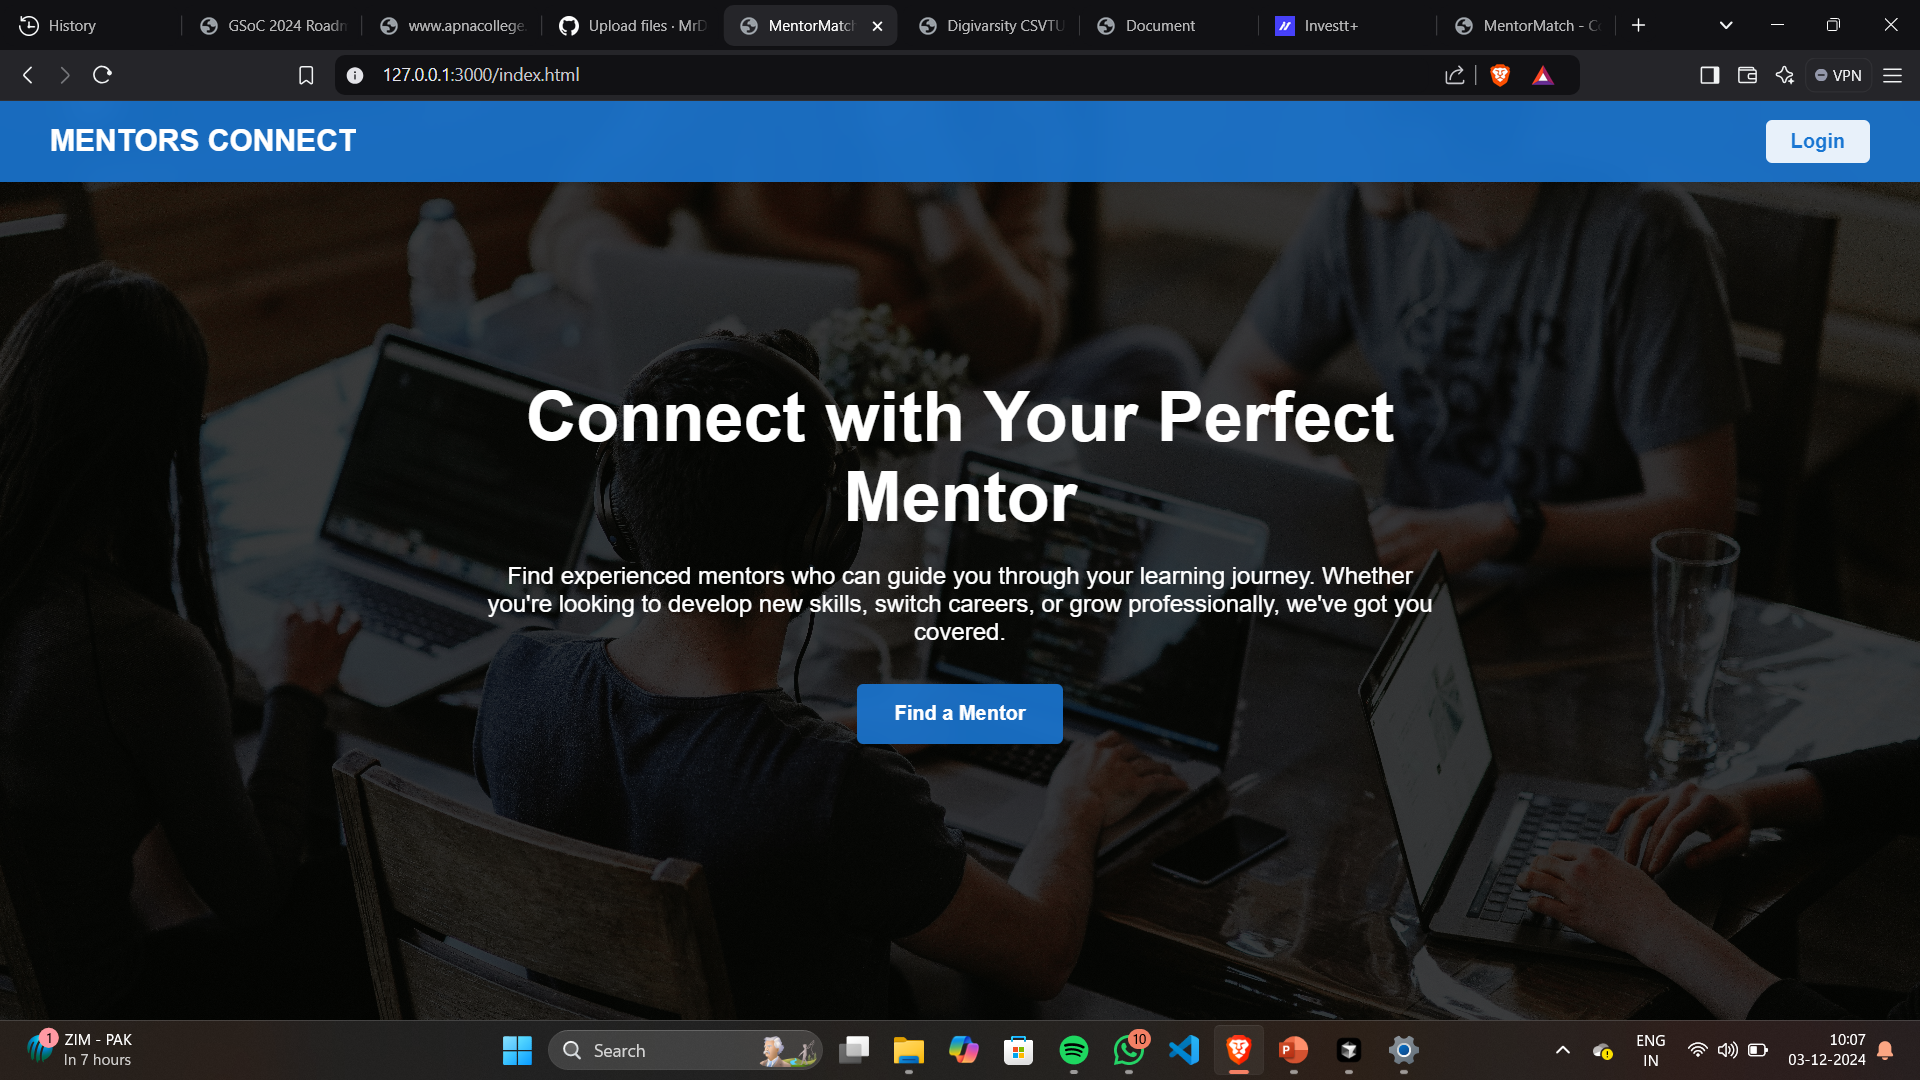 History
GSoC 2024 Roadm
www.apnacollege.
Upload files · MrD
MentorMatch
Digivarsity CSVTU
Document
Investt+
MentorMatch - Co
127.0.0.1:3000/index.html
VPN
MENTORS CONNECT
Login
Connect with Your Perfect
Mentor
Find experienced mentors who can guide you through your learning journey. Whether
you're looking to develop new skills, switch careers, or grow professionally, we've got you
covered.
Find a Mentor
1
ZIM - PAK
In 7 hours
Search
10
ENG
IN
10:07
03-12-2024